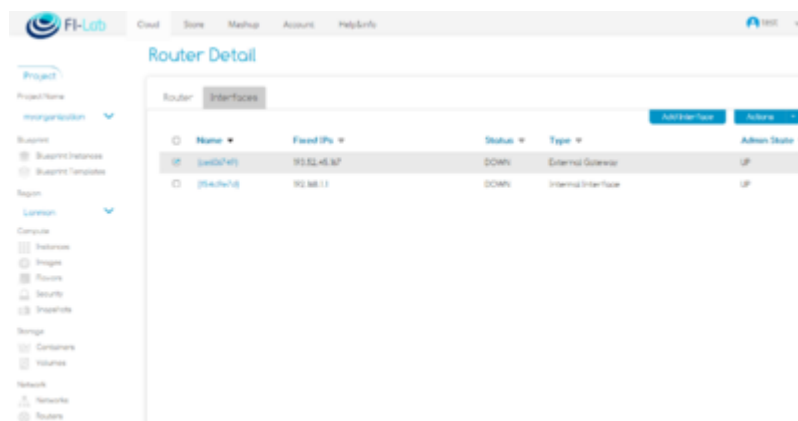 FI-Lab
Cloud Store Mashup Account Help&Info
test
Router Detail
Project
Project Name
Blueprint
Blueprint Instances
Blueprint Templates
Region
Lannion
Compute
Instances
Images
Flavors
Security
Snapshots
Storage
Containers
Volumes
Network
Networks
Routers
Router Interfaces
Add Interface Actions
Name Fixed IPs Status Type Admin State
DOWN External Gateway UP
DOWN Internal Interface UP